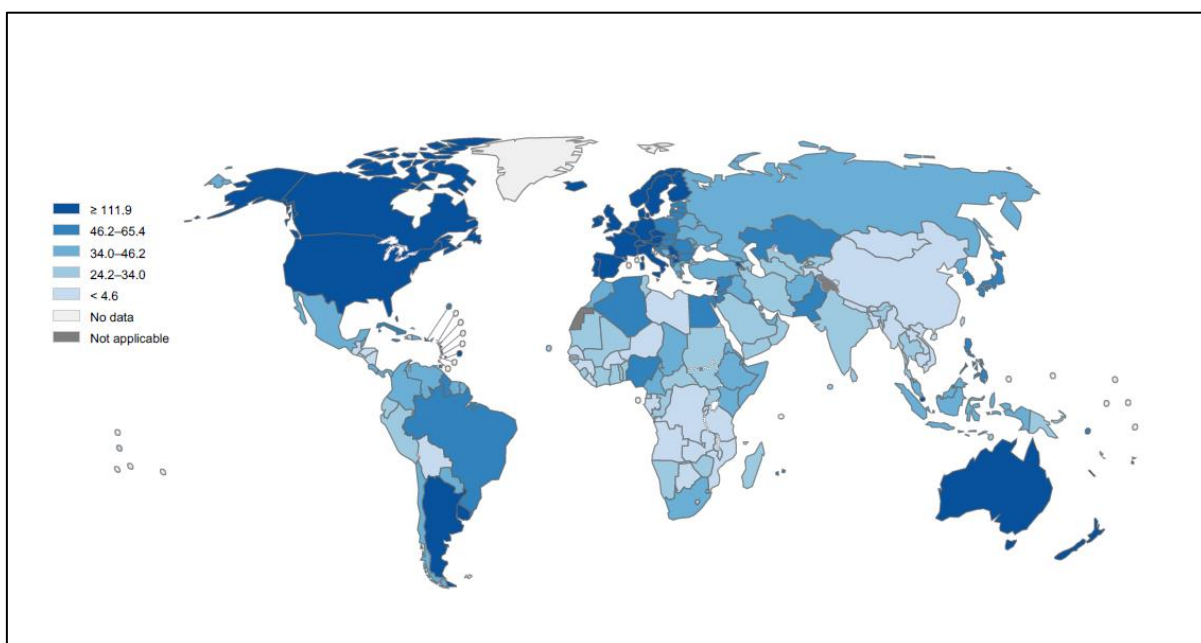 ≥ 111.9
46.2–65.4
34.0–46.2
24.2–34.0
< 4.6
No data
Not applicable